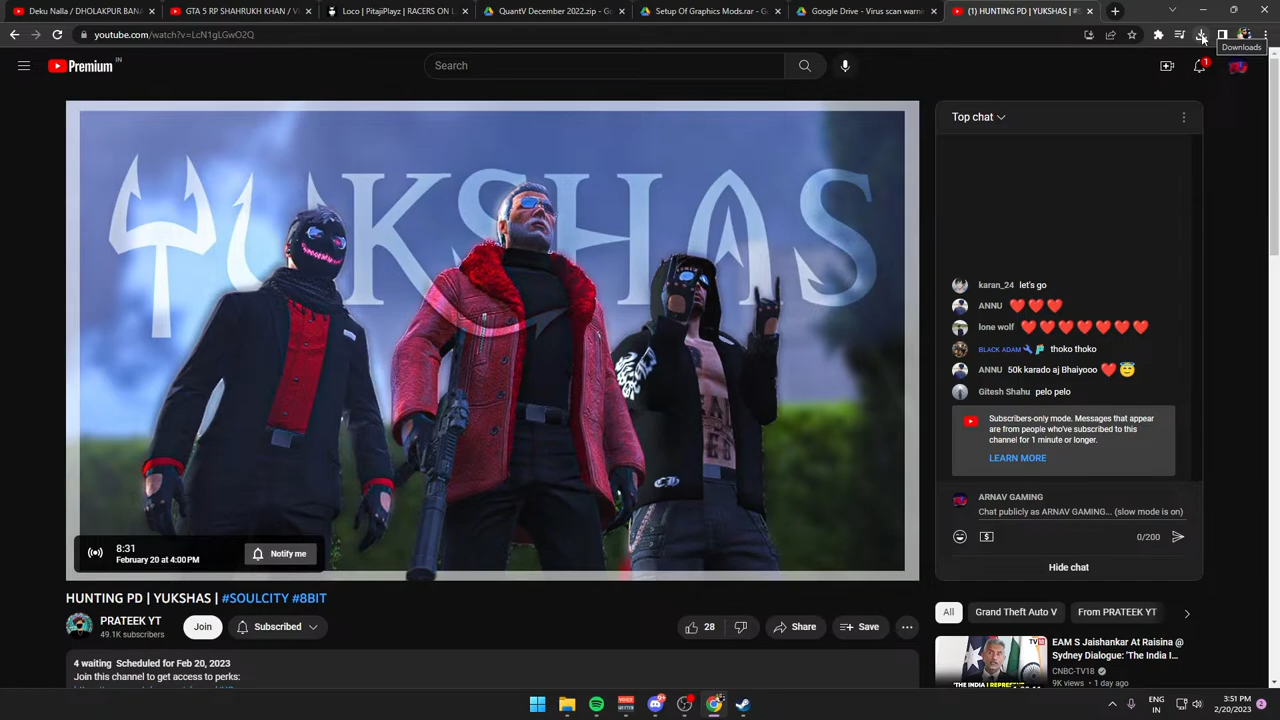 Deku Nalla / DHOLAKPUR BANA
GTA 5 RP SHAHRUKH KHAN / V
Loco | PitajiPlayz | RACERS ON L
QuantV December 2022.zip - Go
Setup Of Graphics Mods.rar - G
Google Drive - Virus scan warni
(1) HUNTING PD | YUKSHAS | #S
youtube.com/watch?v=LcN1gLGwO2Q
Downloads
Premium IN
Search
1
YUKSHAS
8:31
February 20 at 4:00PM
Notify me
Top chat
karan_24 let's go
ANNU ❤️❤️❤️
lone wolf ❤️❤️❤️❤️❤️❤️❤️
BLACK ADAM thoko thoko
ANNU 50k karado aj Bhaiyooo ❤️😇
Gitesh Shahu pelo pelo
Subscribers-only mode. Messages that appear
are from people who've subscribed to this
channel for 1 minute or longer.
LEARN MORE
ARNAV GAMING
Chat publicly as ARNAV GAMING... (slow mode is on)
0/200
Hide chat
HUNTING PD | YUKSHAS | #SOULCITY #8BIT
PRATEEK YT
49.1K subscribers
Join
Subscribed
28
Share
Save
4 waiting Scheduled for Feb 20, 2023
Join this channel to get access to perks:
All
Grand Theft Auto V
From PRATEEK YT
EAM S Jaishankar At Raisina @
Sydney Dialogue: 'The India I...
CNBC-TV18
9K views • 1 day ago
ENG
IN
3:51 PM
2/20/2023
2